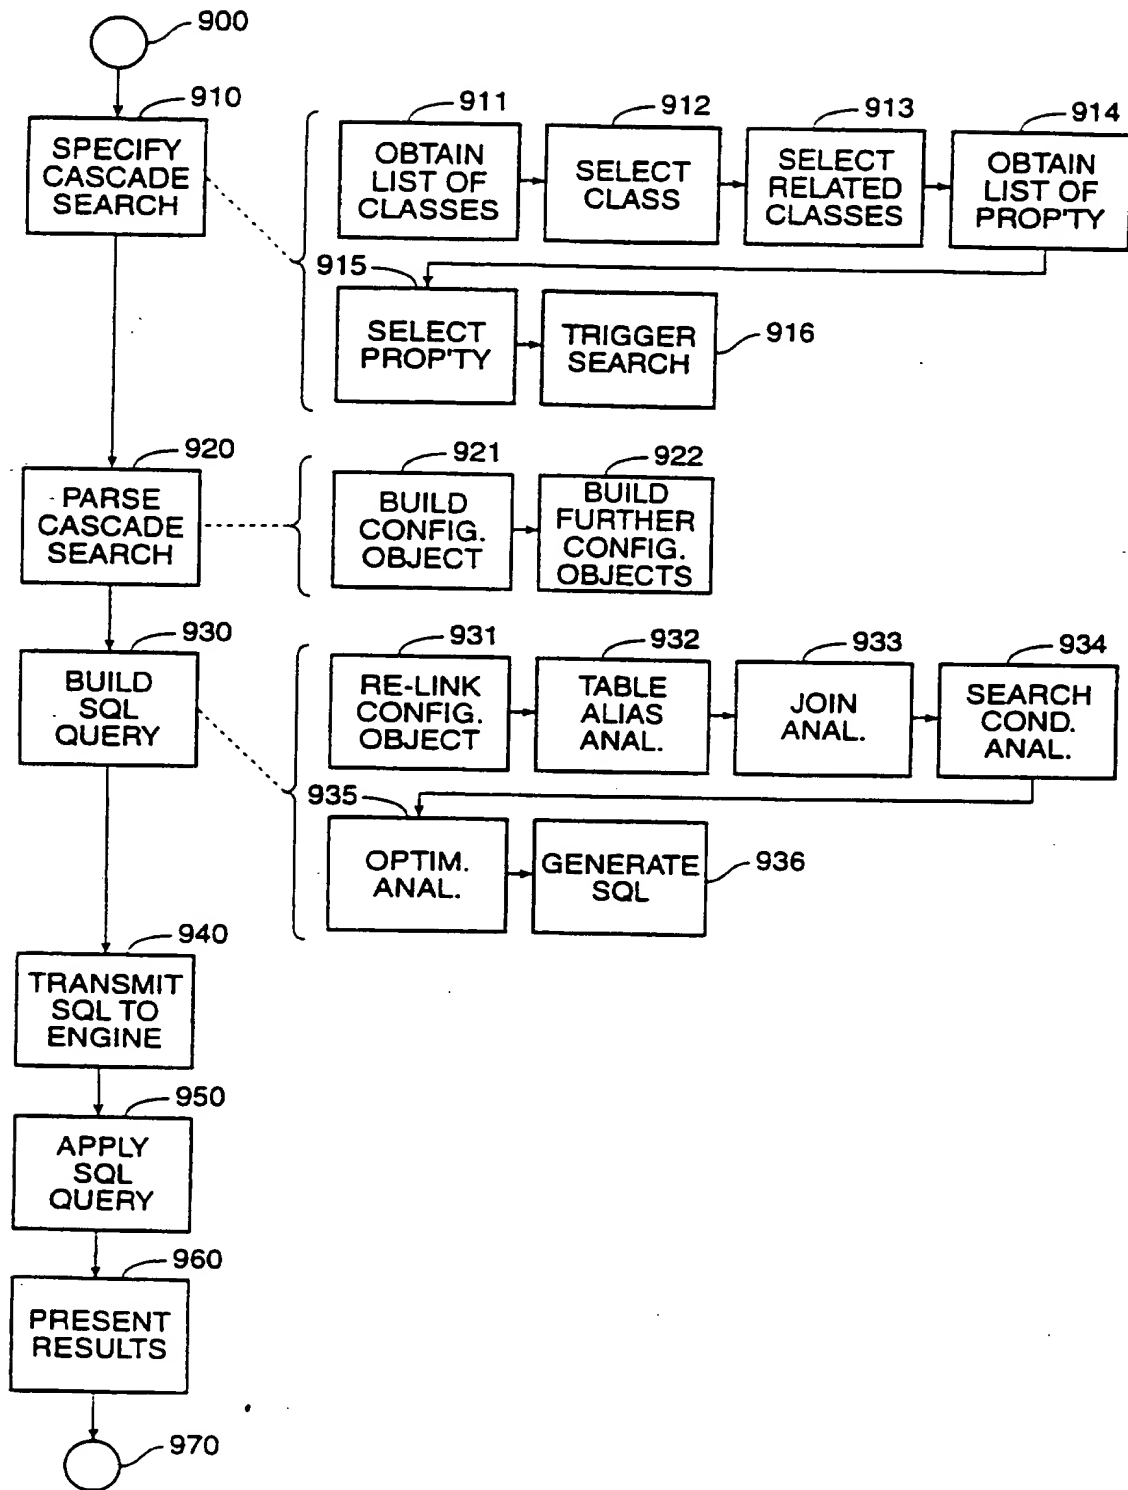 900
910
SPECIFY
CASCADE
SEARCH
911
OBTAIN
LIST OF
CLASSES
912
SELECT
CLASS
913
SELECT
RELATED
CLASSES
914
OBTAIN
LIST OF
PROP'TY
915
SELECT
PROP'TY
TRIGGER
SEARCH
916
920
PARSE
CASCADE
SEARCH
921
BUILD
CONFIG.
OBJECT
922
BUILD
FURTHER
CONFIG.
OBJECTS
930
BUILD
SQL
QUERY
931
RE-LINK
CONFIG.
OBJECT
932
TABLE
ALIAS
ANAL.
933
JOIN
ANAL.
934
SEARCH
COND.
ANAL.
935
OPTIM.
ANAL.
GENERATE
SQL
936
940
TRANSMIT
SQL TO
ENGINE
950
APPLY
SQL
QUERY
960
PRESENT
RESULTS
970